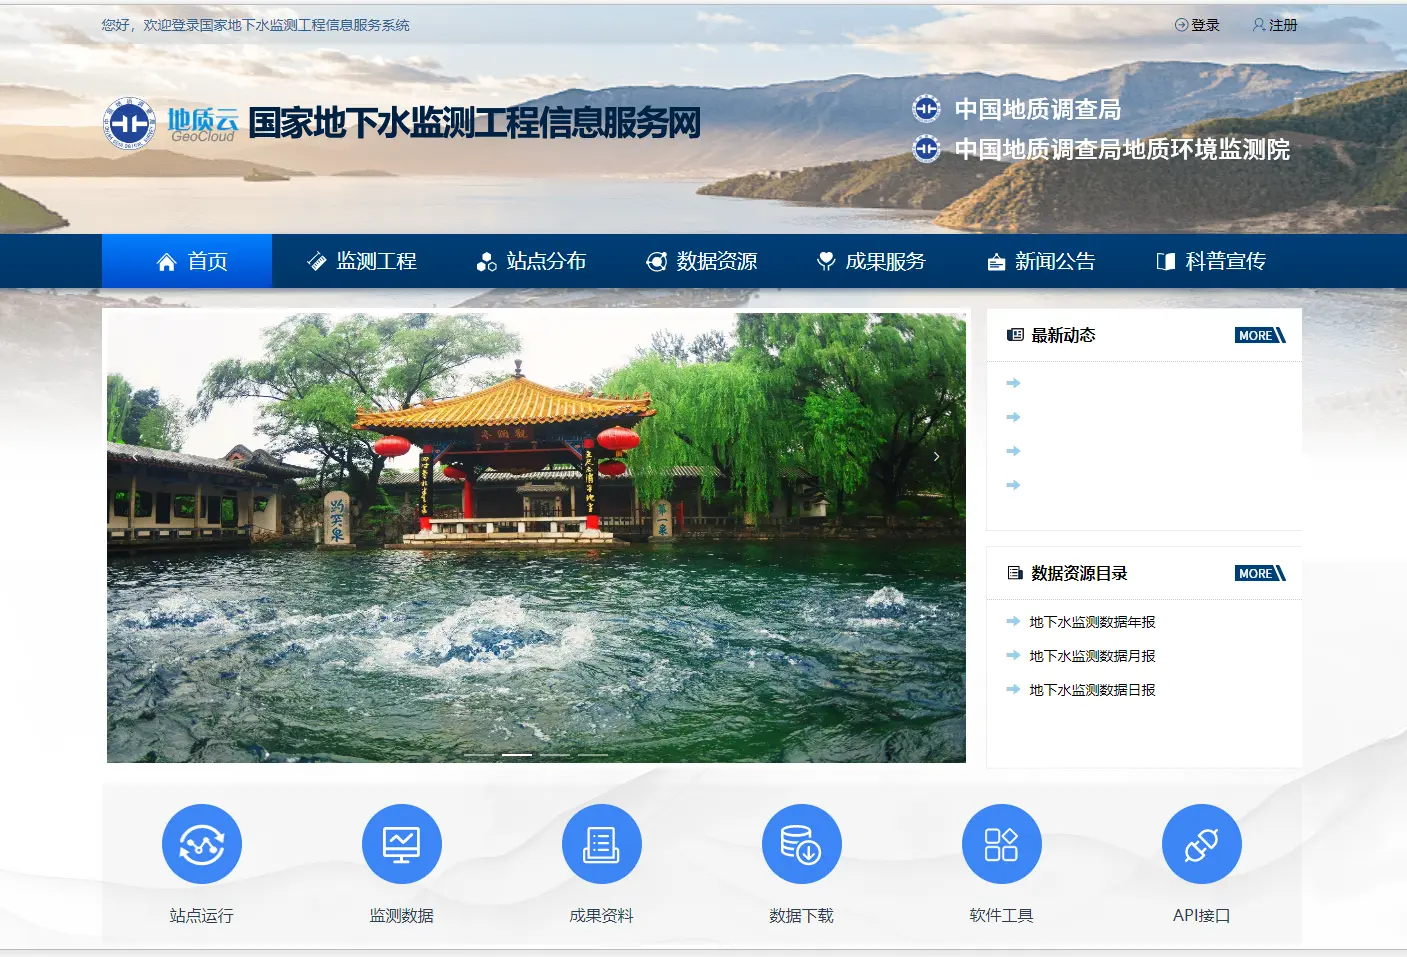 您好，欢迎登录国家地下水监测工程信息服务系统
登录
注册
地质云
GeoCloud
国家地下水监测工程信息服务网
中国地质调查局
中国地质调查局地质环境监测院
首页
监测工程
站点分布
数据资源
成果服务
新闻公告
科普宣传
趵突泉
第一泉
最新动态
MORE
数据资源目录
MORE
地下水监测数据年报
地下水监测数据月报
地下水监测数据日报
站点运行
监测数据
成果资料
数据下载
软件工具
API接口